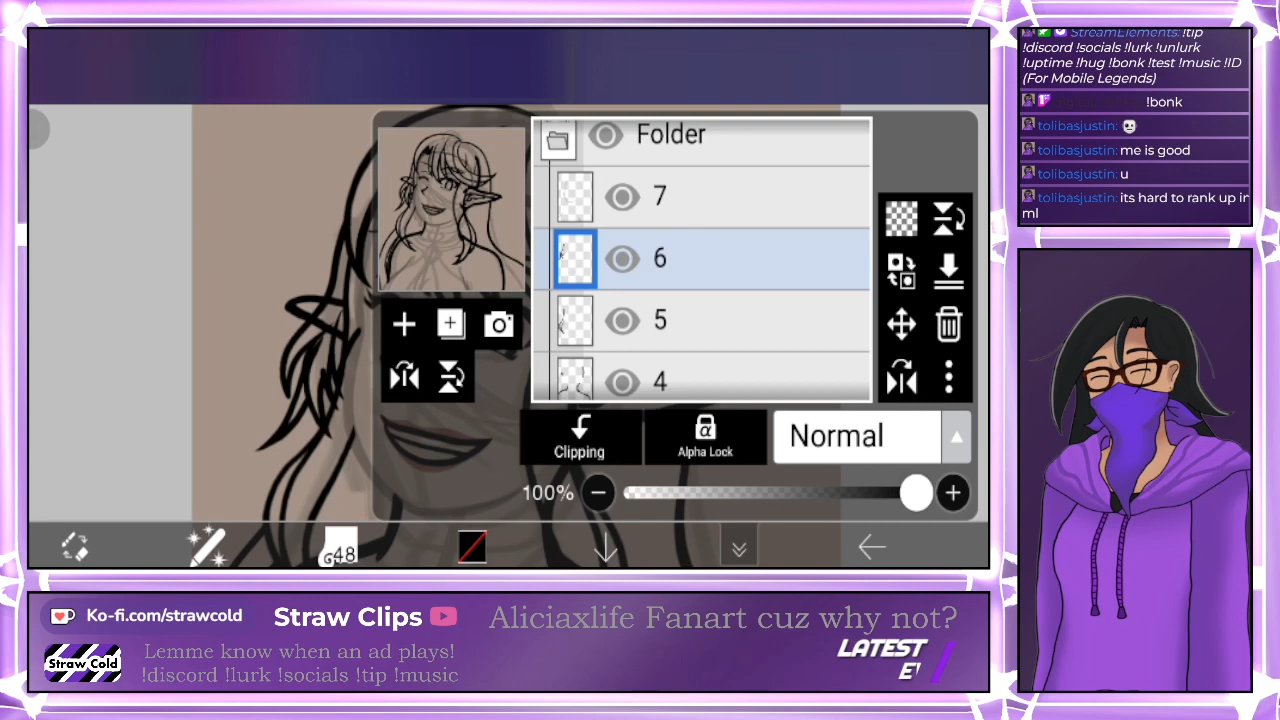 Folder
7
6
5
4
Clipping
Alpha Lock
Normal
100%
G48
StreamElements: !tip
!discord !socials !lurk !unlurk
!uptime !hug !bonk !test !music !ID
(For Mobile Legends)
!bonk
tolibasjustin:
tolibasjustin: me is good
tolibasjustin: u
tolibasjustin: its hard to rank up in
ml
Ko-fi.com/strawcold
Straw Clips
Aliciaxlife Fanart cuz why not?
Straw Cold
Lemme know when an ad plays!
!discord !lurk !socials !tip !music
LATEST